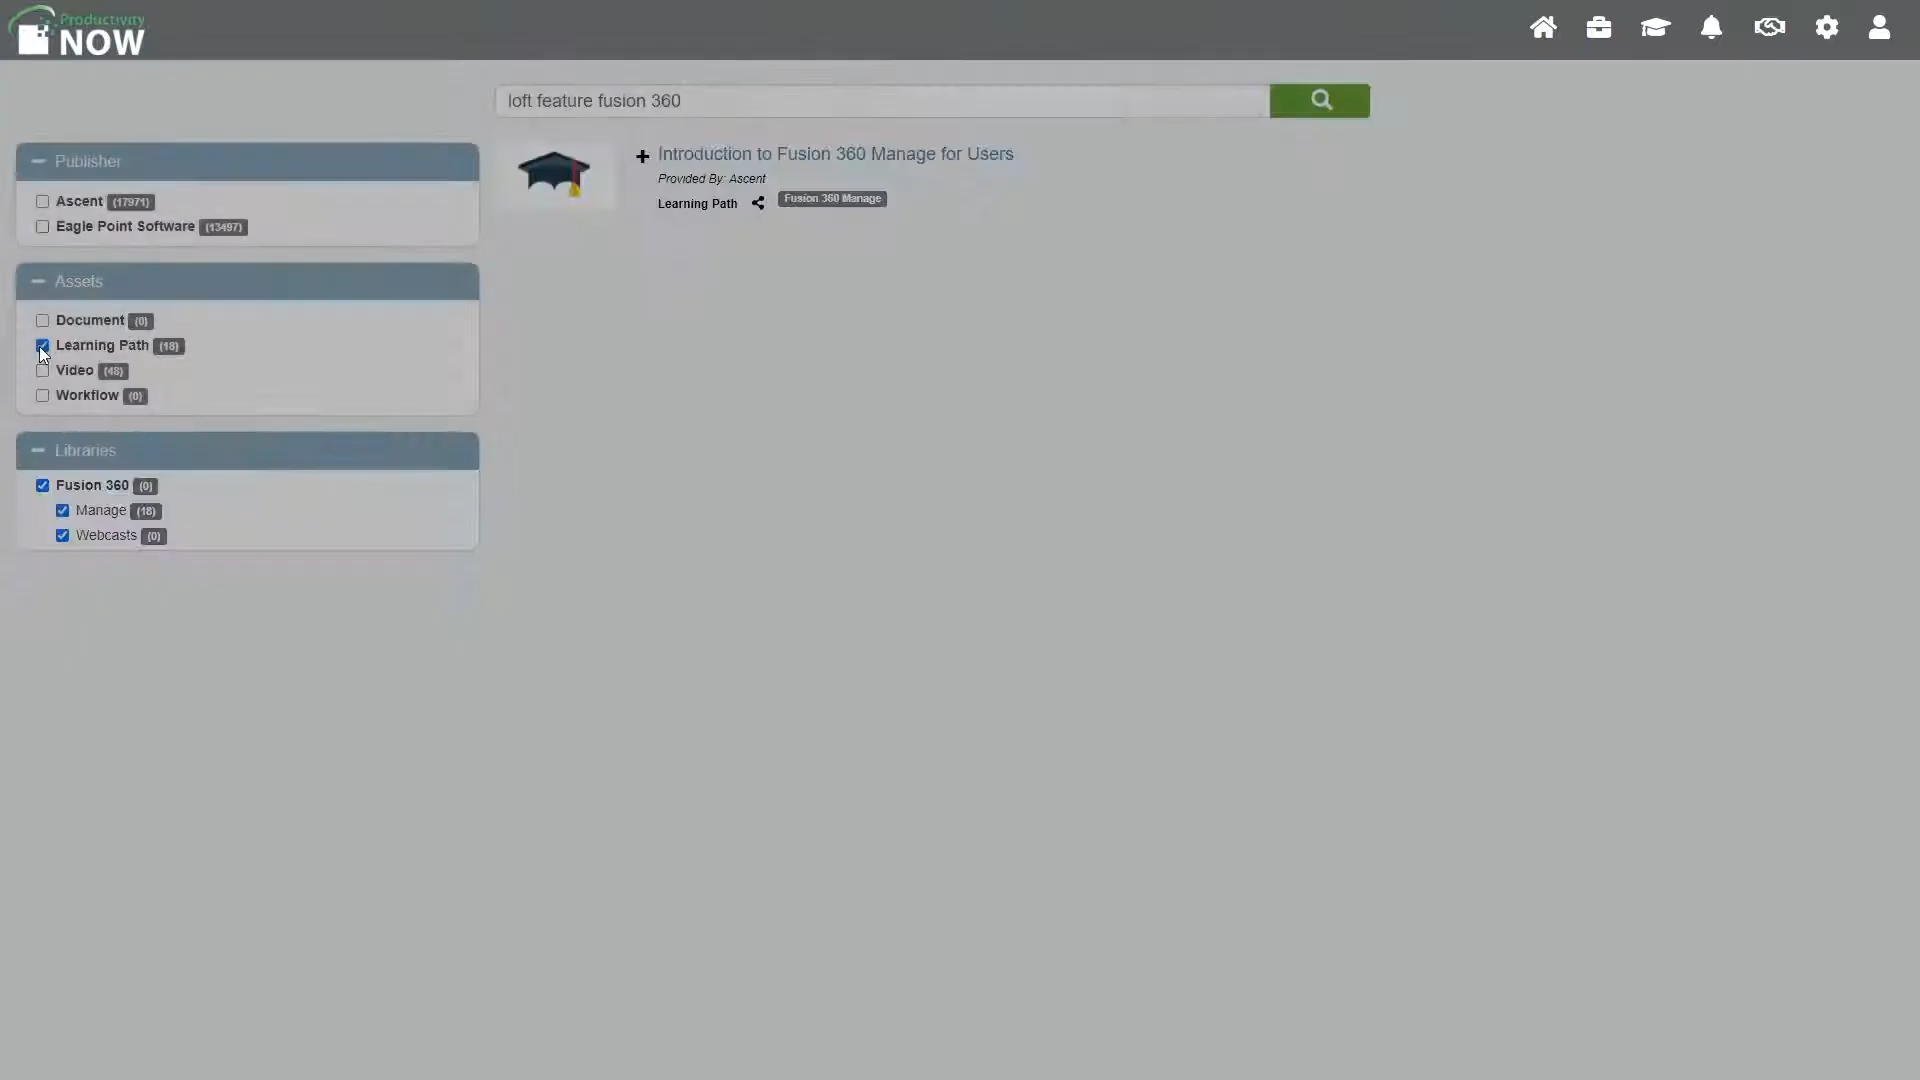 Productivity
NOW
loft feature fusion 360
Publisher
Ascent (17971)
Eagle Point Software (13497)
Assets
Document (0)
Learning Path (18)
Video (48)
Workflow (0)
Libraries
Fusion 360 (0)
Manage (18)
Webcasts (0)
Introduction to Fusion 360 Manage for Users
Provided By: Ascent
Learning Path Fusion 360 Manage